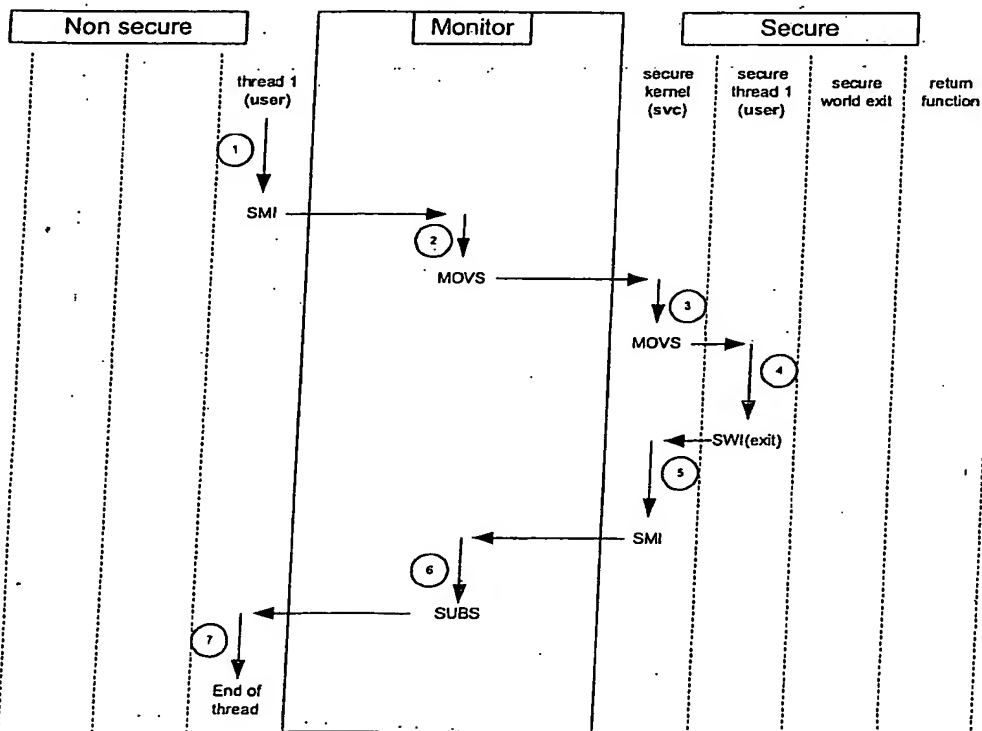 Non secure
Monitor
Secure
thread 1
(user)
secure
kernel
(svc)
secure
thread 1
(user)
secure
world exit
return
function
1
SMI
2
MOVS
3
MOVS
4
SWI(exit)
5
SMI
6
SUBS
7
End of
thread